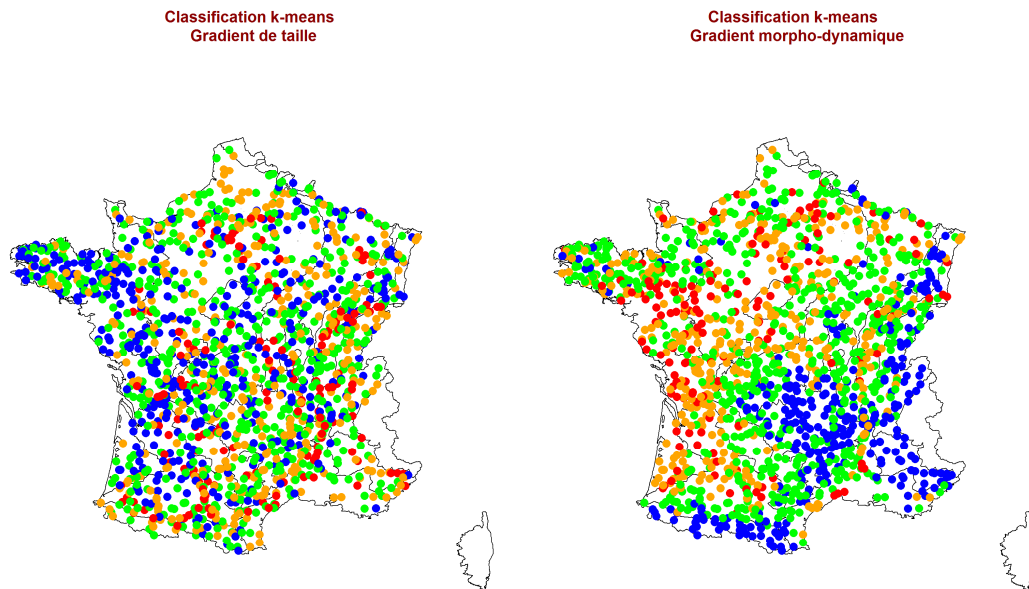 Classification k-means
Gradient de taille
Classification k-means
Gradient morpho-dynamique